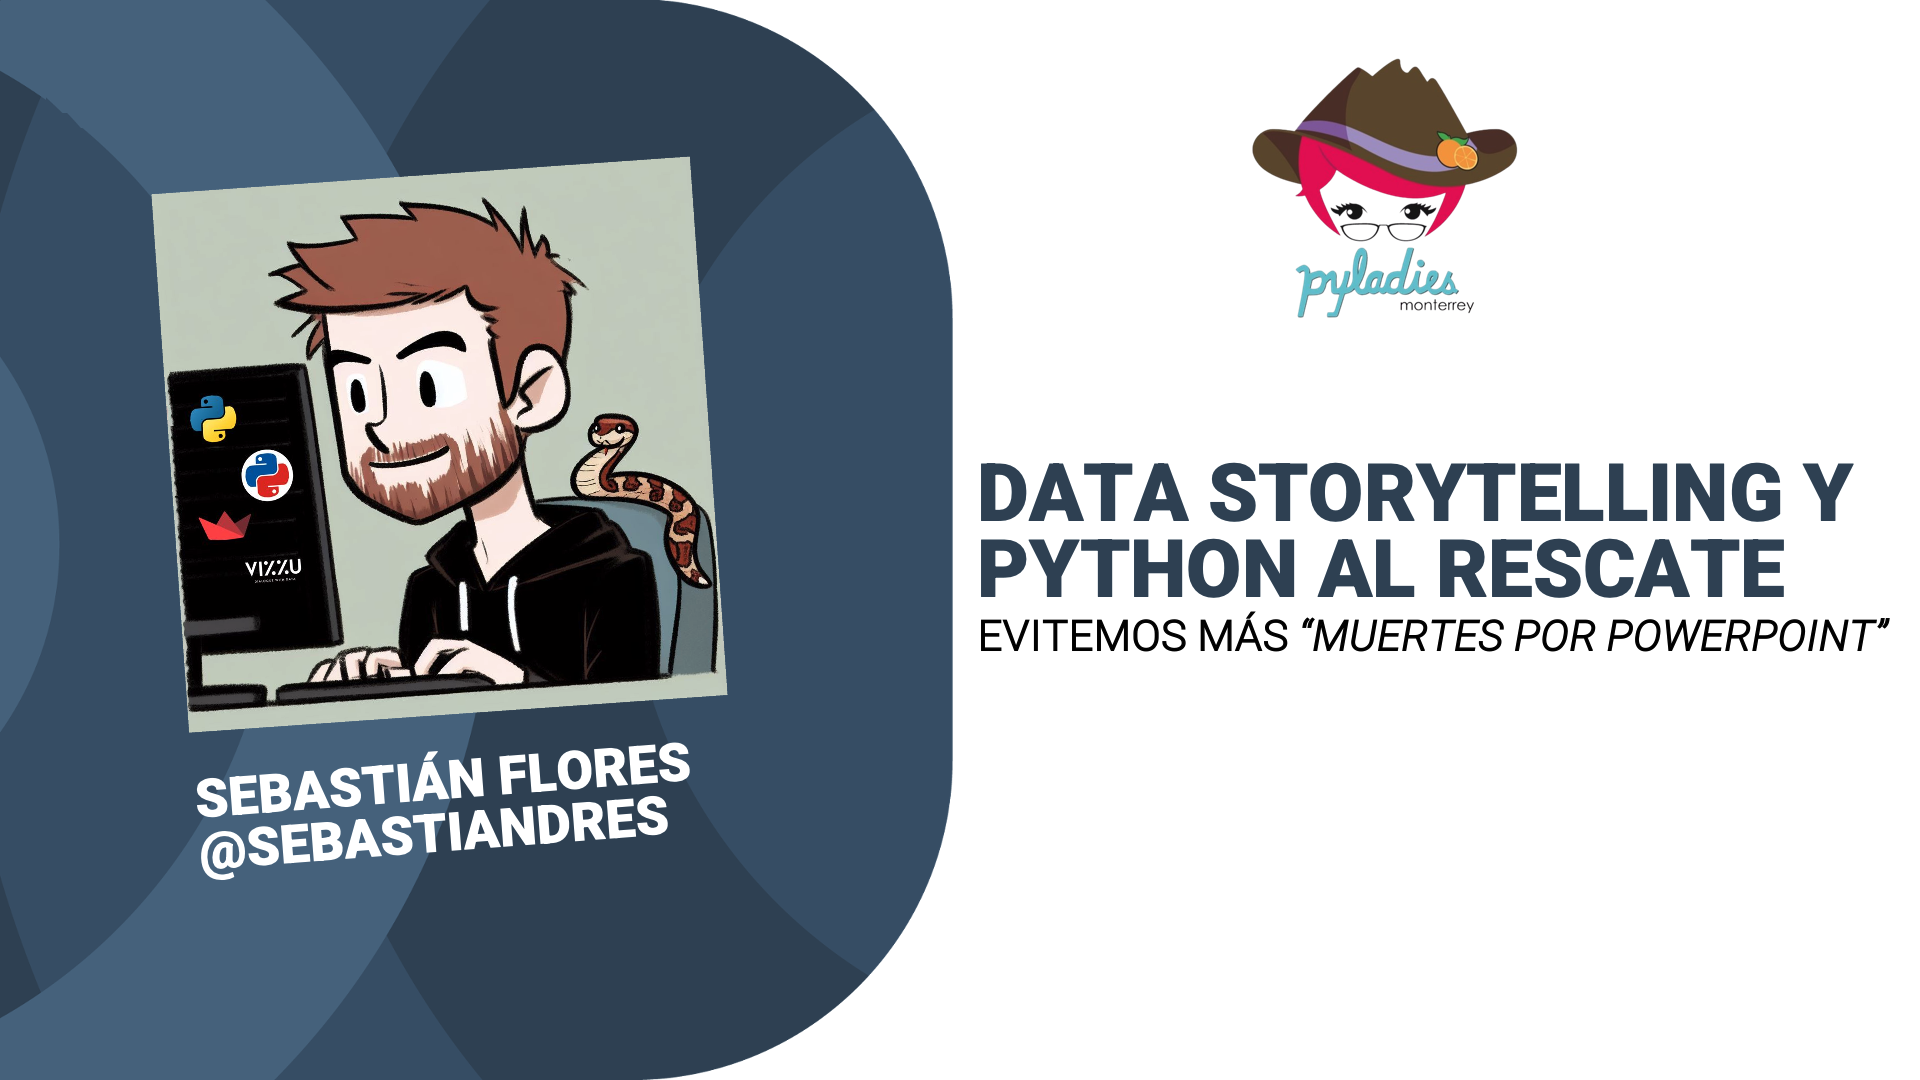 VIZZU
SEBASTIÁN FLORES
@SEBASTIANDRES
pyladies
monterrey
DATA STORYTELLING Y
PYTHON AL RESCATE
EVITEMOS MÁS “MUERTES POR POWERPOINT”